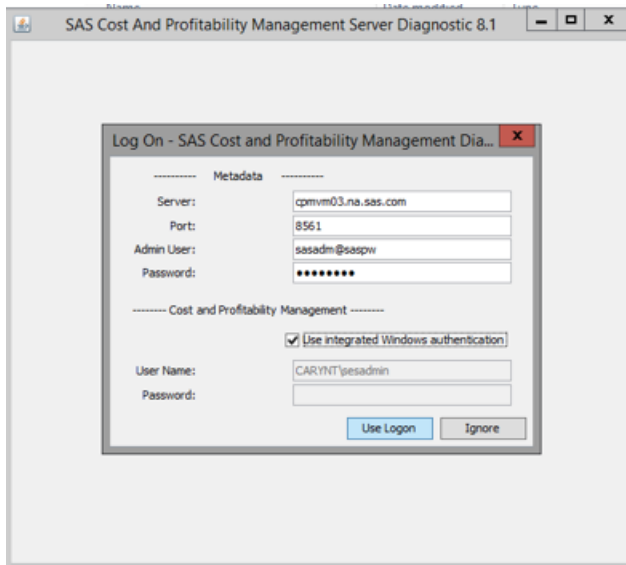 SAS Cost And Profitability Management Server Diagnostic 8.1
Log On - SAS Cost and Profitability Management Dia...
---------- Metadata ----------
Server: cpmvm03.na.sas.com
Port: 8561
Admin User: sasadm@saspw
Password: ●●●●●●●●
-------- Cost and Profitability Management --------
Use integrated Windows authentication
User Name: CARYNT\sesadmin
Password:
Use Logon Ignore